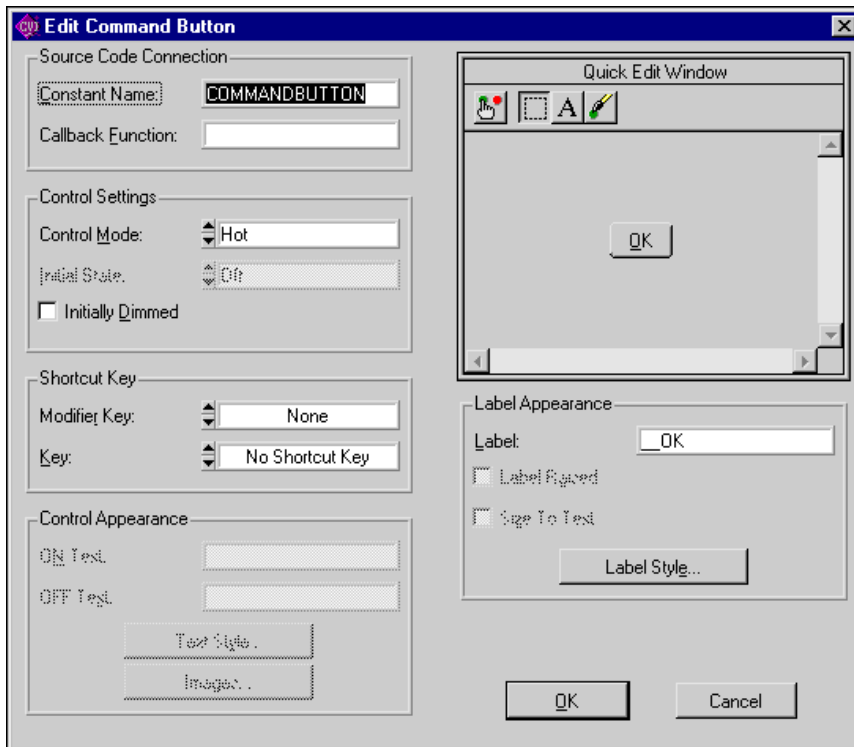 CVI Edit Command Button
Source Code Connection
Constant Name: COMMANDBUTTON
Callback Function:
Control Settings
Control Mode: Hot
Initial State: Off
Initially Dimmed
Shortcut Key
Modifier Key: None
Key: No Shortcut Key
Control Appearance
ON Text:
OFF Text:
Text Style...
Images...
Quick Edit Window
A
OK
Label Appearance
Label: __OK
Label Raised
Size To Text
Label Style...
OK
Cancel